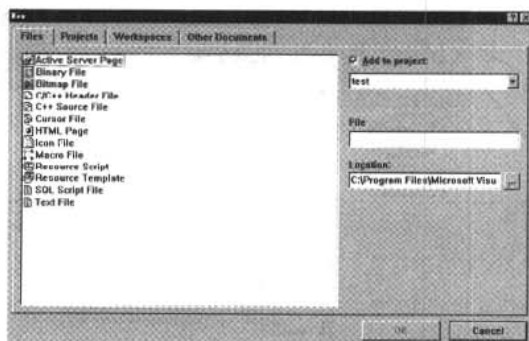 New
Files Projects Workspaces Other Documents
Active Server Page
Binary File
Bitmap File
C/C++ Header File
C++ Source File
Cursor File
HTML Page
Icon File
Macro File
Resource Script
Resource Template
SQL Script File
Text File
Add to project:
test
File
Location:
C:\Program Files\Microsoft Visu
...
OK
Cancel